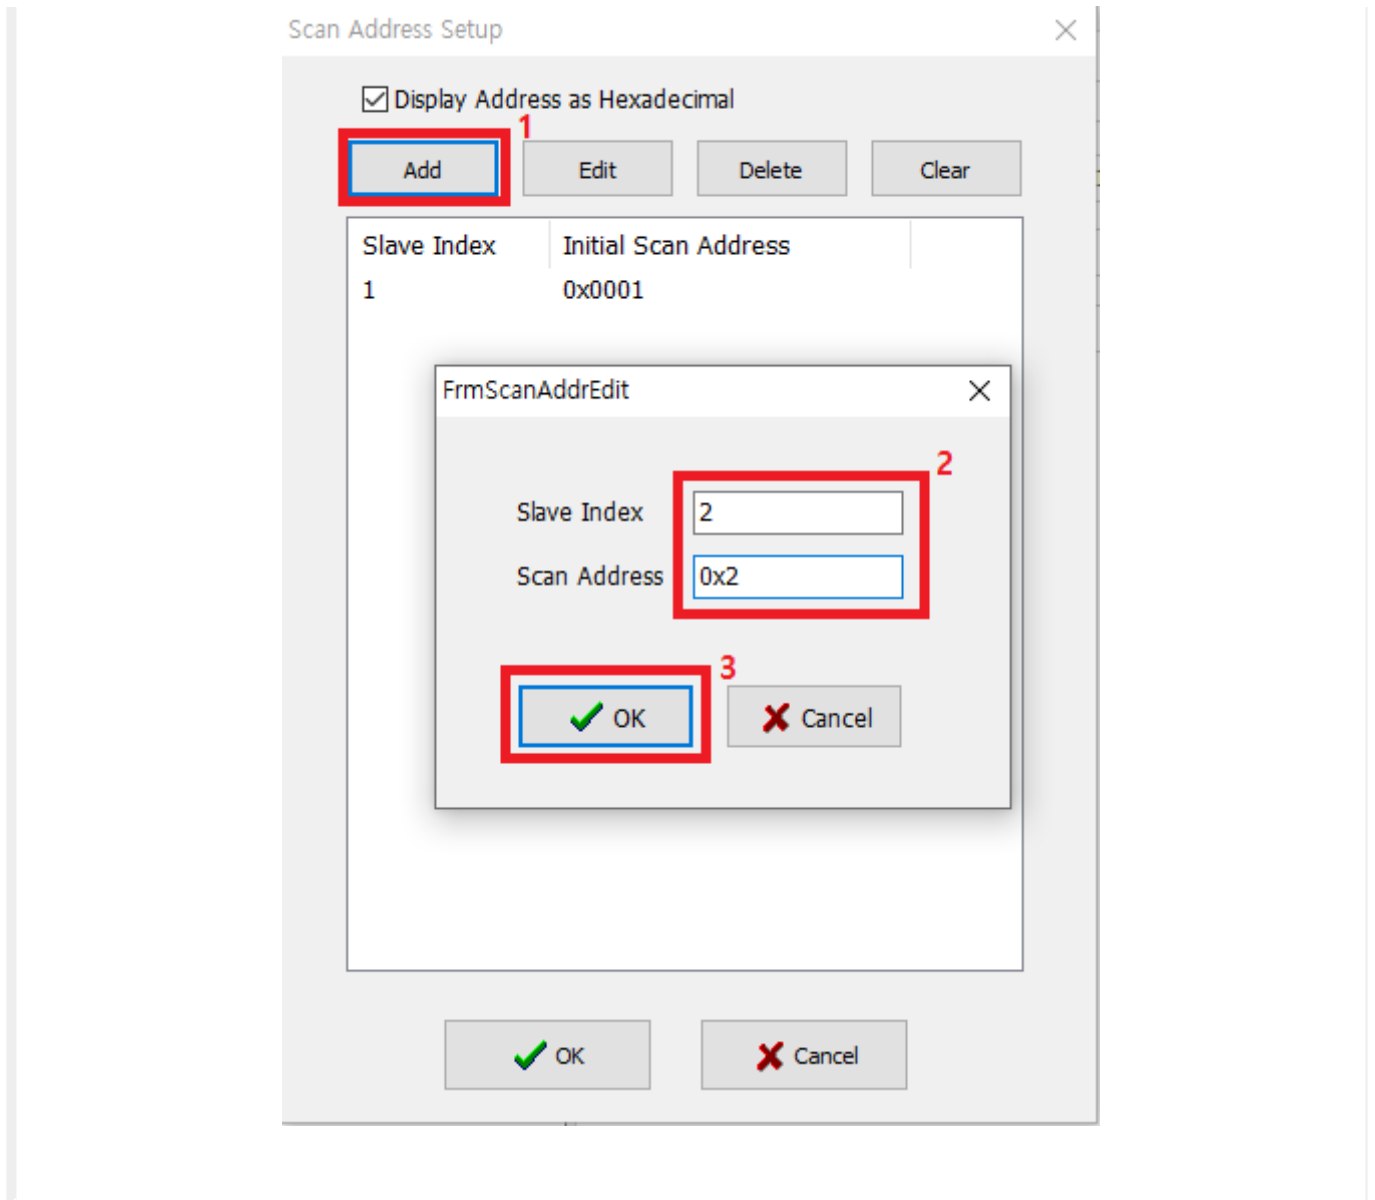 Scan Address Setup
Display Address as Hexadecimal
1
Add Edit Delete Clear
Slave Index Initial Scan Address
1 0x0001
FrmScanAddrEdit
2
Slave Index 2
Scan Address 0x2
3
OK Cancel
OK Cancel